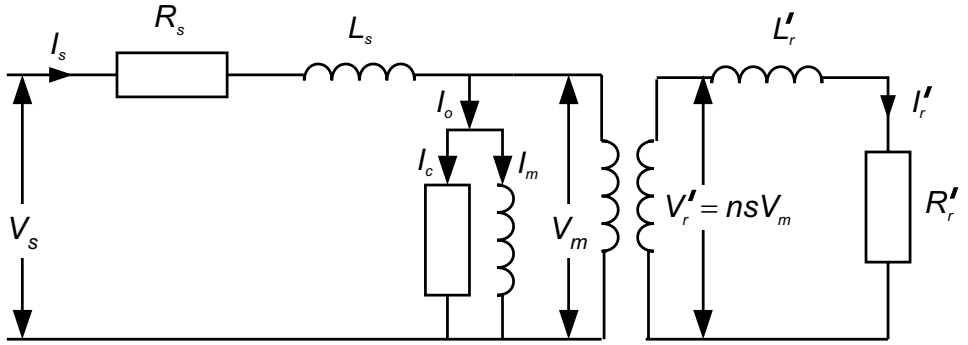 R_s
L_s
L'_r
I_s
I_o
I'_r
I_c
I_m
V_s
V_m
V'_r = nsV_m
R'_r